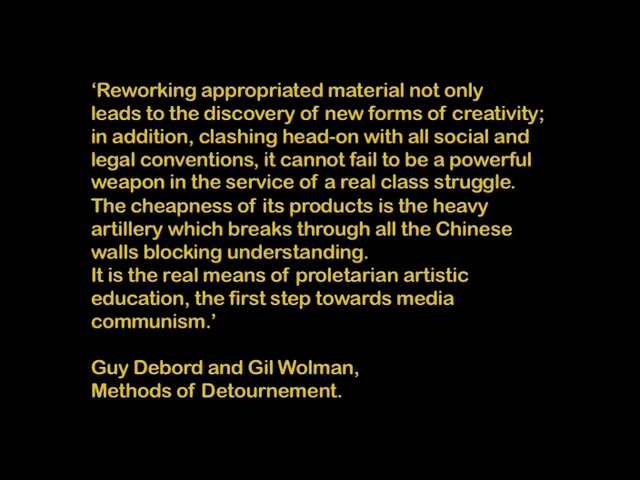 ‘Reworking appropriated material not only
leads to the discovery of new forms of creativity;
in addition, clashing head-on with all social and
legal conventions, it cannot fail to be a powerful
weapon in the service of a real class struggle.
The cheapness of its products is the heavy
artillery which breaks through all the Chinese
walls blocking understanding.
It is the real means of proletarian artistic
education, the first step towards media
communism.’
Guy Debord and Gil Wolman,
Methods of Detournement.